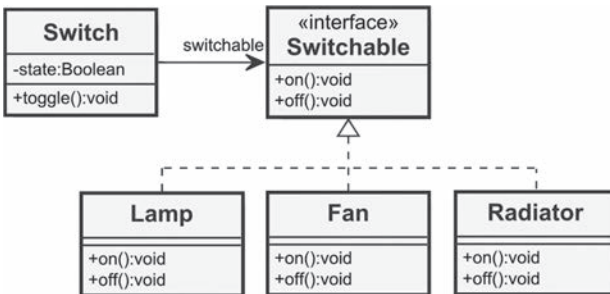 Switch
-state:Boolean
+toggle():void
switchable
«interface»
Switchable
+on():void
+off():void
Lamp
+on():void
+off():void
Fan
+on():void
+off():void
Radiator
+on():void
+off():void